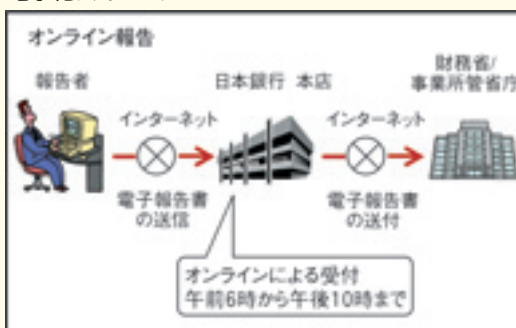 オンライン報告
報告者
日本銀行 本店
財務省/
事業所管省庁
インターネット
インターネット
電子報告書
の送信
電子報告書
の送付
オンラインによる受付
午前6時から午後10時まで